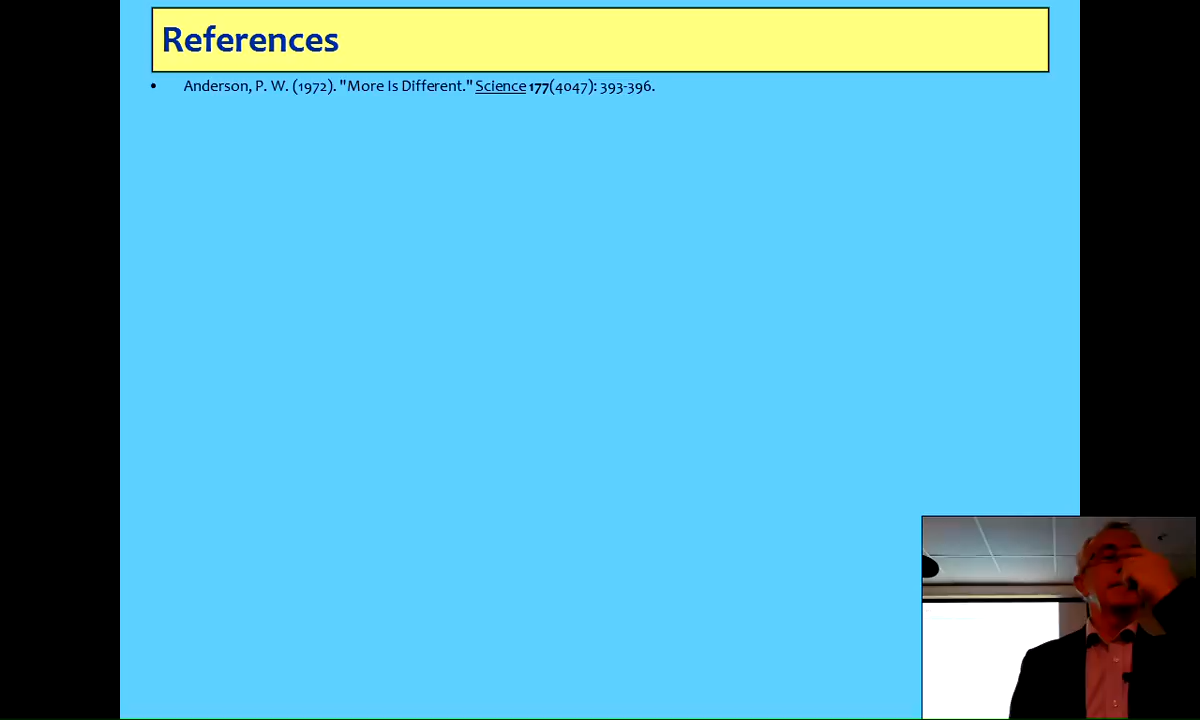 References
• Anderson, P. W. (1972). "More Is Different." Science 177(4047): 393-396.